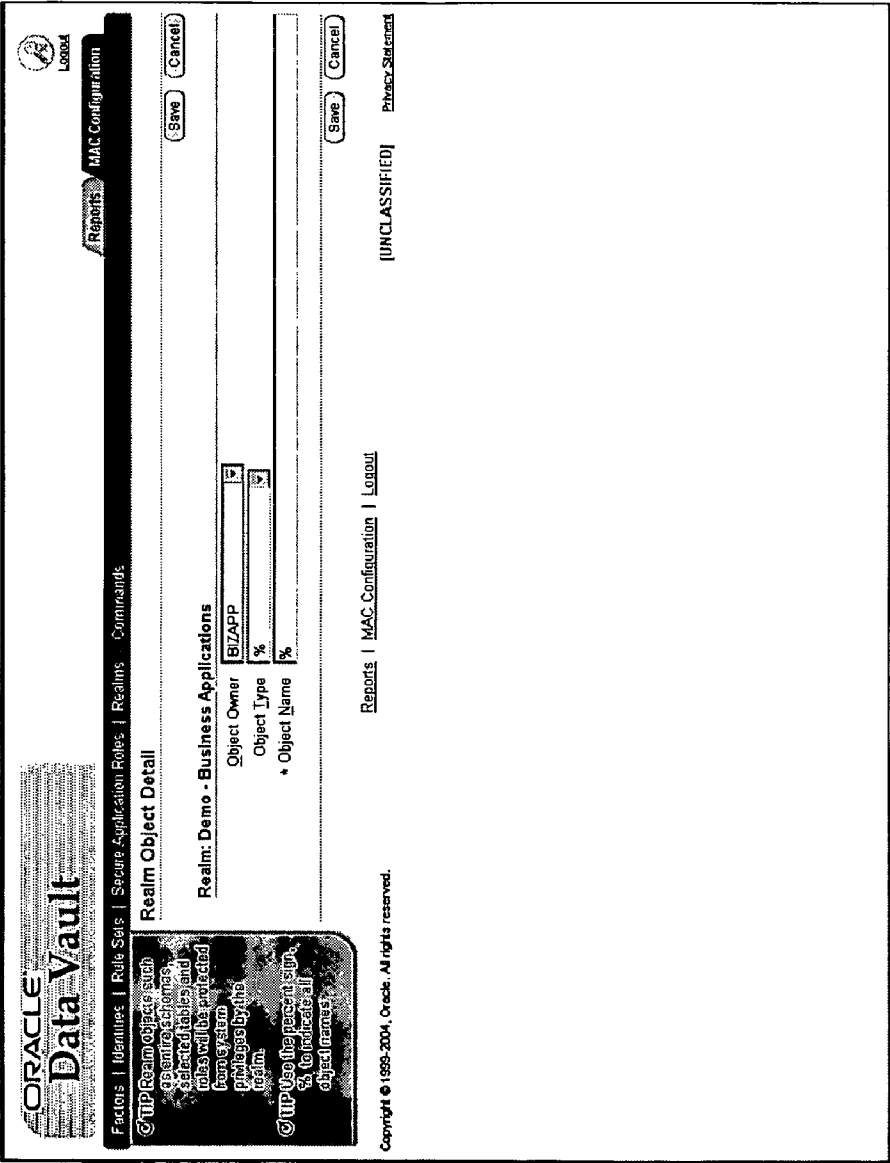 ORACLE
Data Vault
Logout
Reports MAC Configuration
Factors | Identities | Rule Sets | Secure Application Roles | Realms Commands
TIP Realm objects such
as entire schemas,
selected tables and
roles will be protected
from system
privileges by the
realm.
TIP Use the percent sign,
%, to indicate all
object names.
Realm Object Detail
Save Cancel
Realm: Demo - Business Applications
Object Owner BIZAPP
Object Type %
* Object Name %
Save Cancel
Reports | MAC Configuration | Logout
Copyright © 1999-2004, Oracle. All rights reserved.
[UNCLASSIFIED]
Privacy Statement